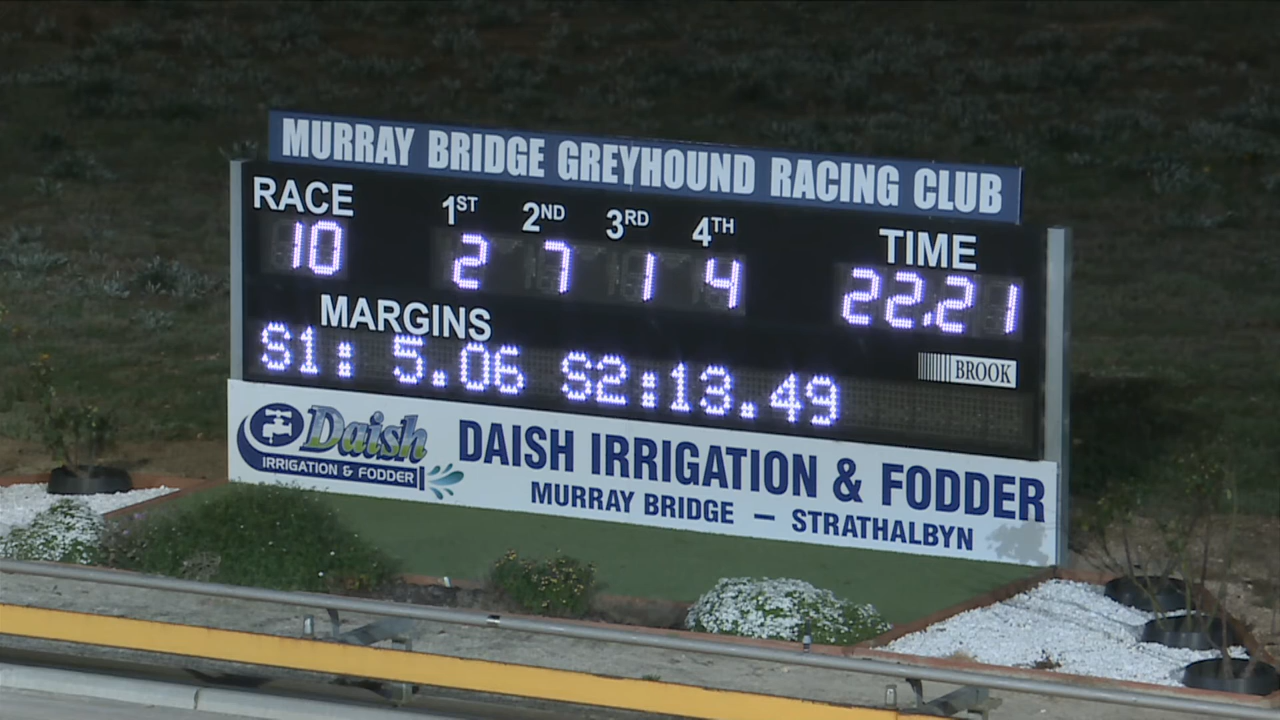 MURRAY BRIDGE GREYHOUND RACING CLUB
RACE 1ST 2ND 3RD 4TH TIME
10 2 7 1 4 22.21
MARGINS
S1: 5.06 S2:13.49
BROOK
Daish
IRRIGATION & FODDER
DAISH IRRIGATION & FODDER
MURRAY BRIDGE – STRATHALBYN